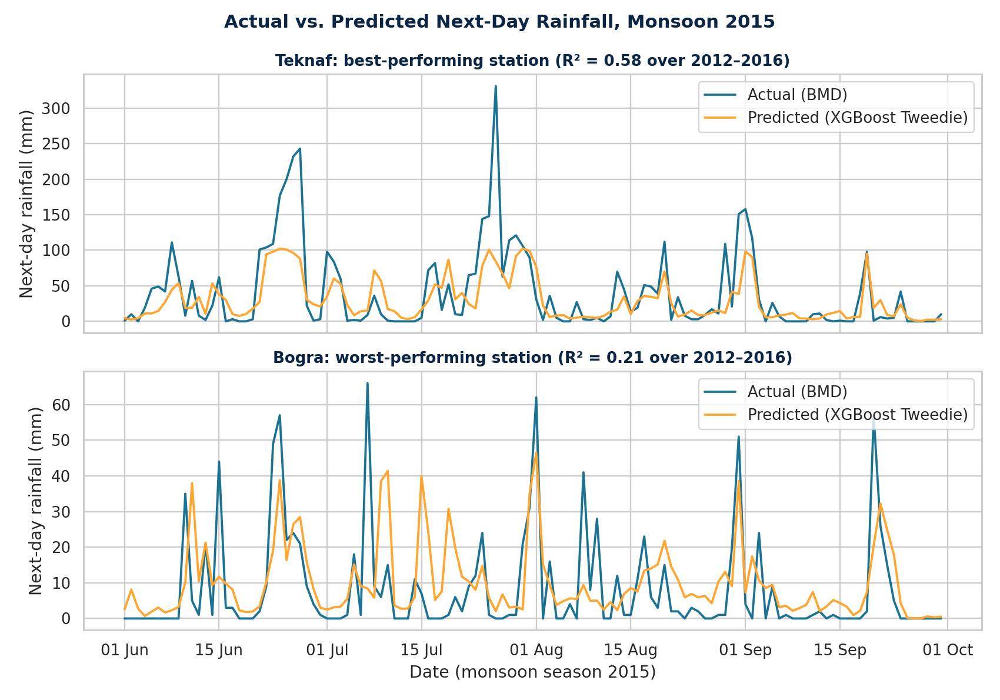 Actual vs. Predicted Next-Day Rainfall, Monsoon 2015
Teknaf: best-performing station (R² = 0.58 over 2012–2016)
Actual (BMD)
Predicted (XGBoost Tweedie)
Next-day rainfall (mm)
300
250
200
150
100
50
0
Bogra: worst-performing station (R² = 0.21 over 2012–2016)
Actual (BMD)
Predicted (XGBoost Tweedie)
Next-day rainfall (mm)
60
50
40
30
20
10
0
01 Jun 15 Jun 01 Jul 15 Jul 01 Aug 15 Aug 01 Sep 15 Sep 01 Oct
Date (monsoon season 2015)